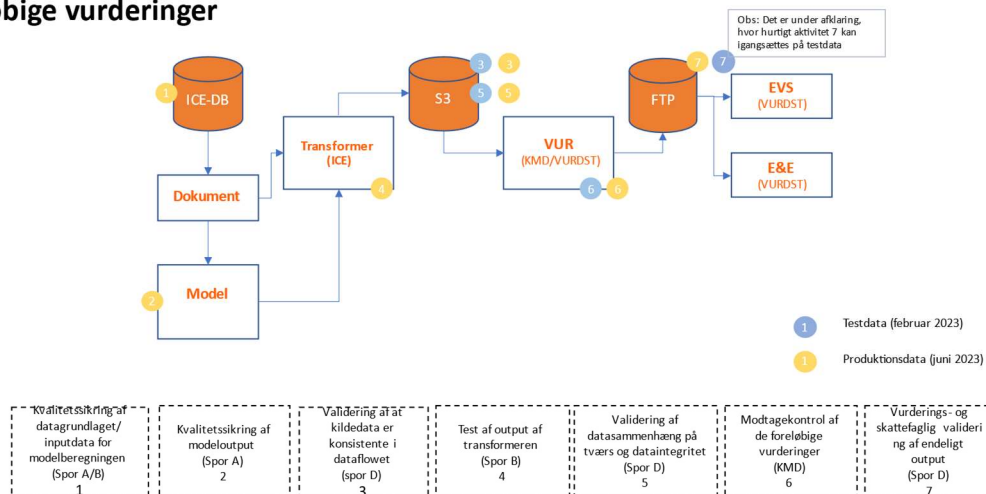 øbige vurderinger
Obs: Det er under afklaring,
hvor hurtigt aktivitet 7 kan
igangsættes på testdata
3
3
7
7
1
ICE-DB
5
5
S3
FTP
EVS
(VURDST)
Transformer
(ICE)
4
VUR
(KMD/VURDST)
6
6
E&E
(VURDST)
Dokument
2
Model
1
Testdata (februar 2023)
1
Produktionsdata (juni 2023)
Kvalitetssikring af
datagrundlaget/
inputdata for
modelberegningen
(Spor A/B)
1
Kvalitetssikring af
modeloutput
(Spor A)
2
Validering af at
kildedata er
konsistente i
dataflowet
(spor D)
3
Test af output af
transformeren
(Spor B)
4
Validering af
datasammenhæng på
tværs og dataintegritet
(Spor D)
5
Modtagekontrol af
de foreløbige
vurderinger
(KMD)
6
Vurderings- og
skattefaglig valideri
ng af endeligt
output
(Spor D)
7